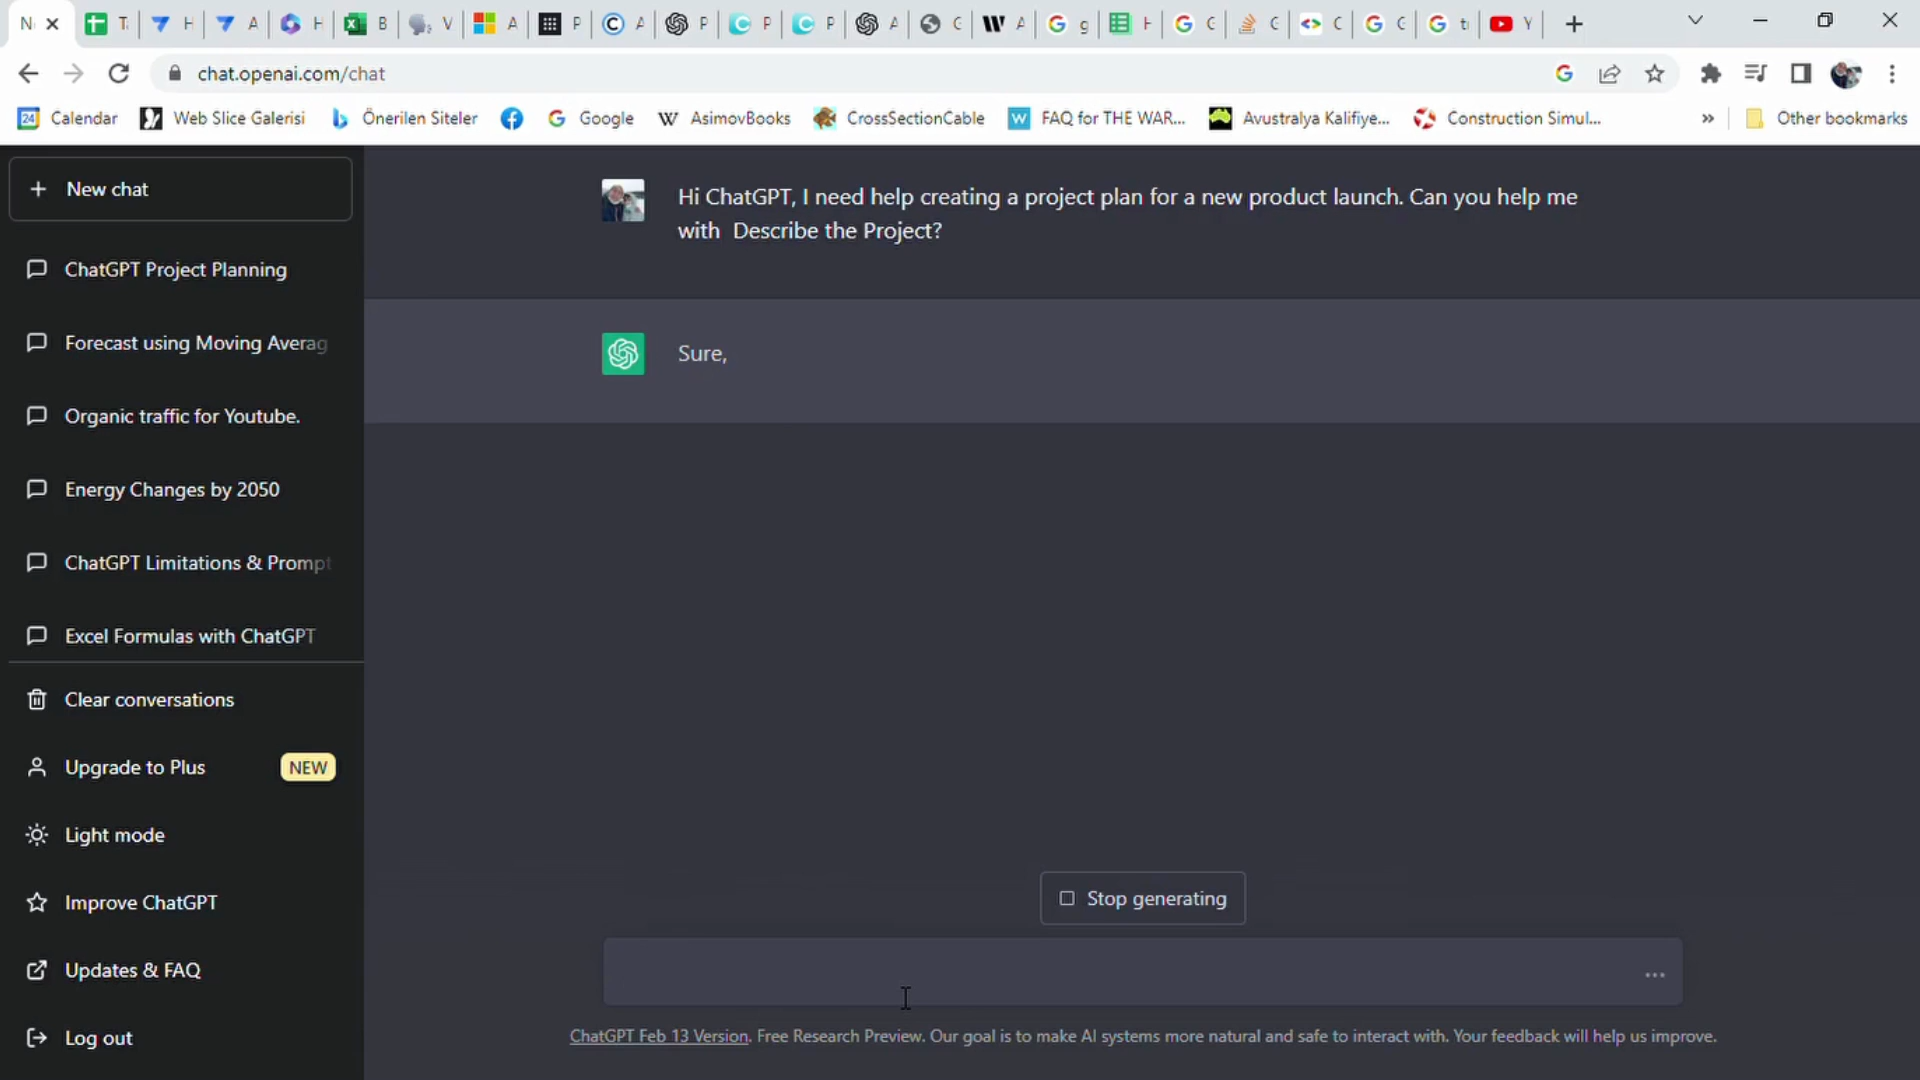 N T H A H B V A P A P P P A G A g H G C G G t Y
chat.openai.com/chat
24 Calendar Web Slice Galerisi Önerilen Siteler Google W AsimovBooks CrossSectionCable W FAQ for THE WAR... Avustralya Kalifiye... Construction Simul... » Other bookmarks
New chat
Hi ChatGPT, I need help creating a project plan for a new product launch. Can you help me
with Describe the Project?
ChatGPT Project Planning
Forecast using Moving Averag
Sure,
Organic traffic for Youtube.
Energy Changes by 2050
ChatGPT Limitations & Prompt
Excel Formulas with ChatGPT
Clear conversations
Upgrade to Plus NEW
Light mode
Improve ChatGPT
Updates & FAQ
Log out
Stop generating
ChatGPT Feb 13 Version. Free Research Preview. Our goal is to make AI systems more natural and safe to interact with. Your feedback will help us improve.